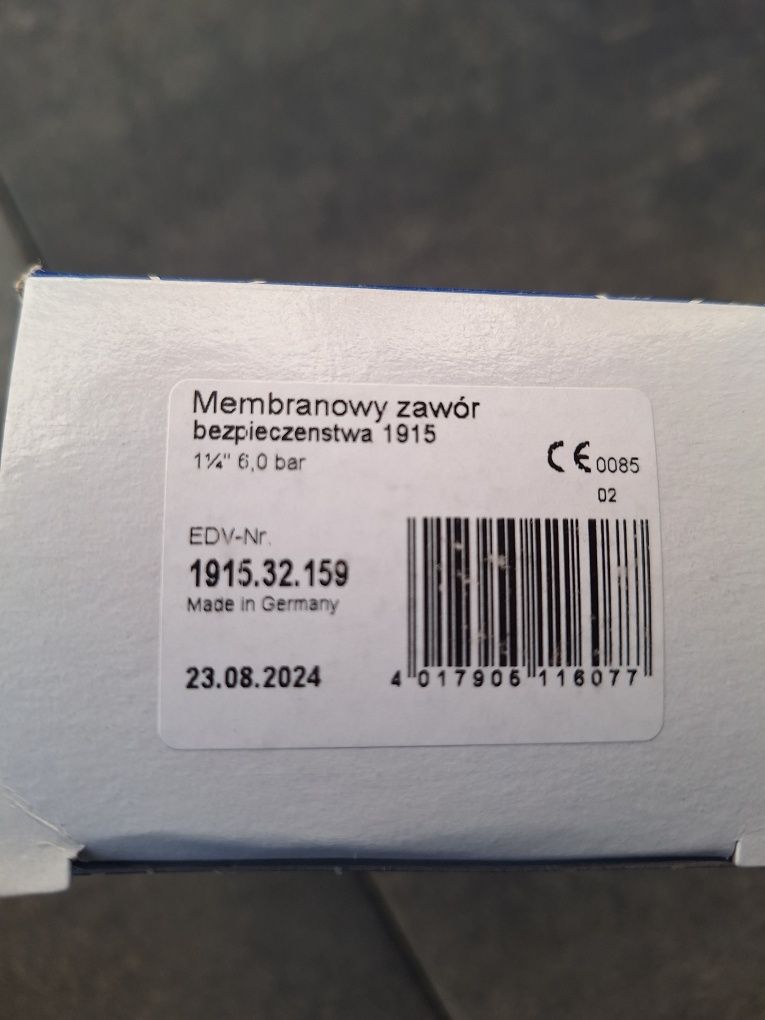 Membranowy zawór
bezpieczenstwa 1915
1¼" 6,0 bar
CE 0085
02
EDV-Nr.
1915.32.159
Made in Germany
23.08.2024
4 017905 116077